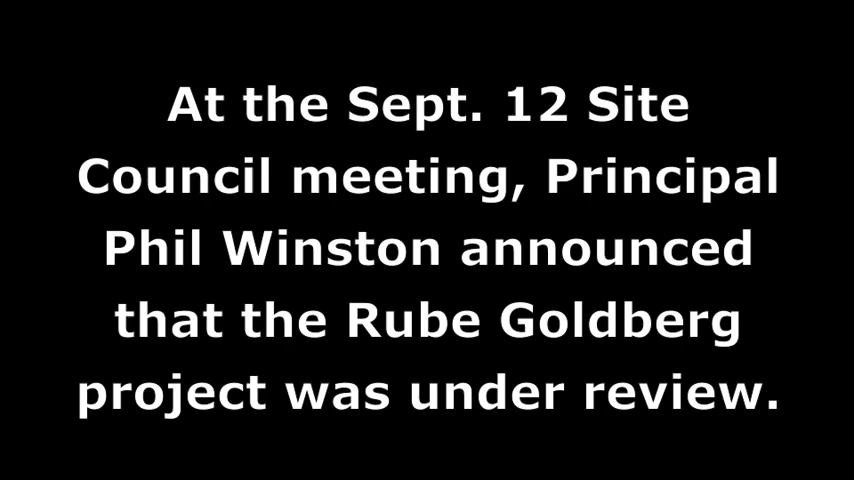 At the Sept. 12 Site
Council meeting, Principal
Phil Winston announced
that the Rube Goldberg
project was under review.